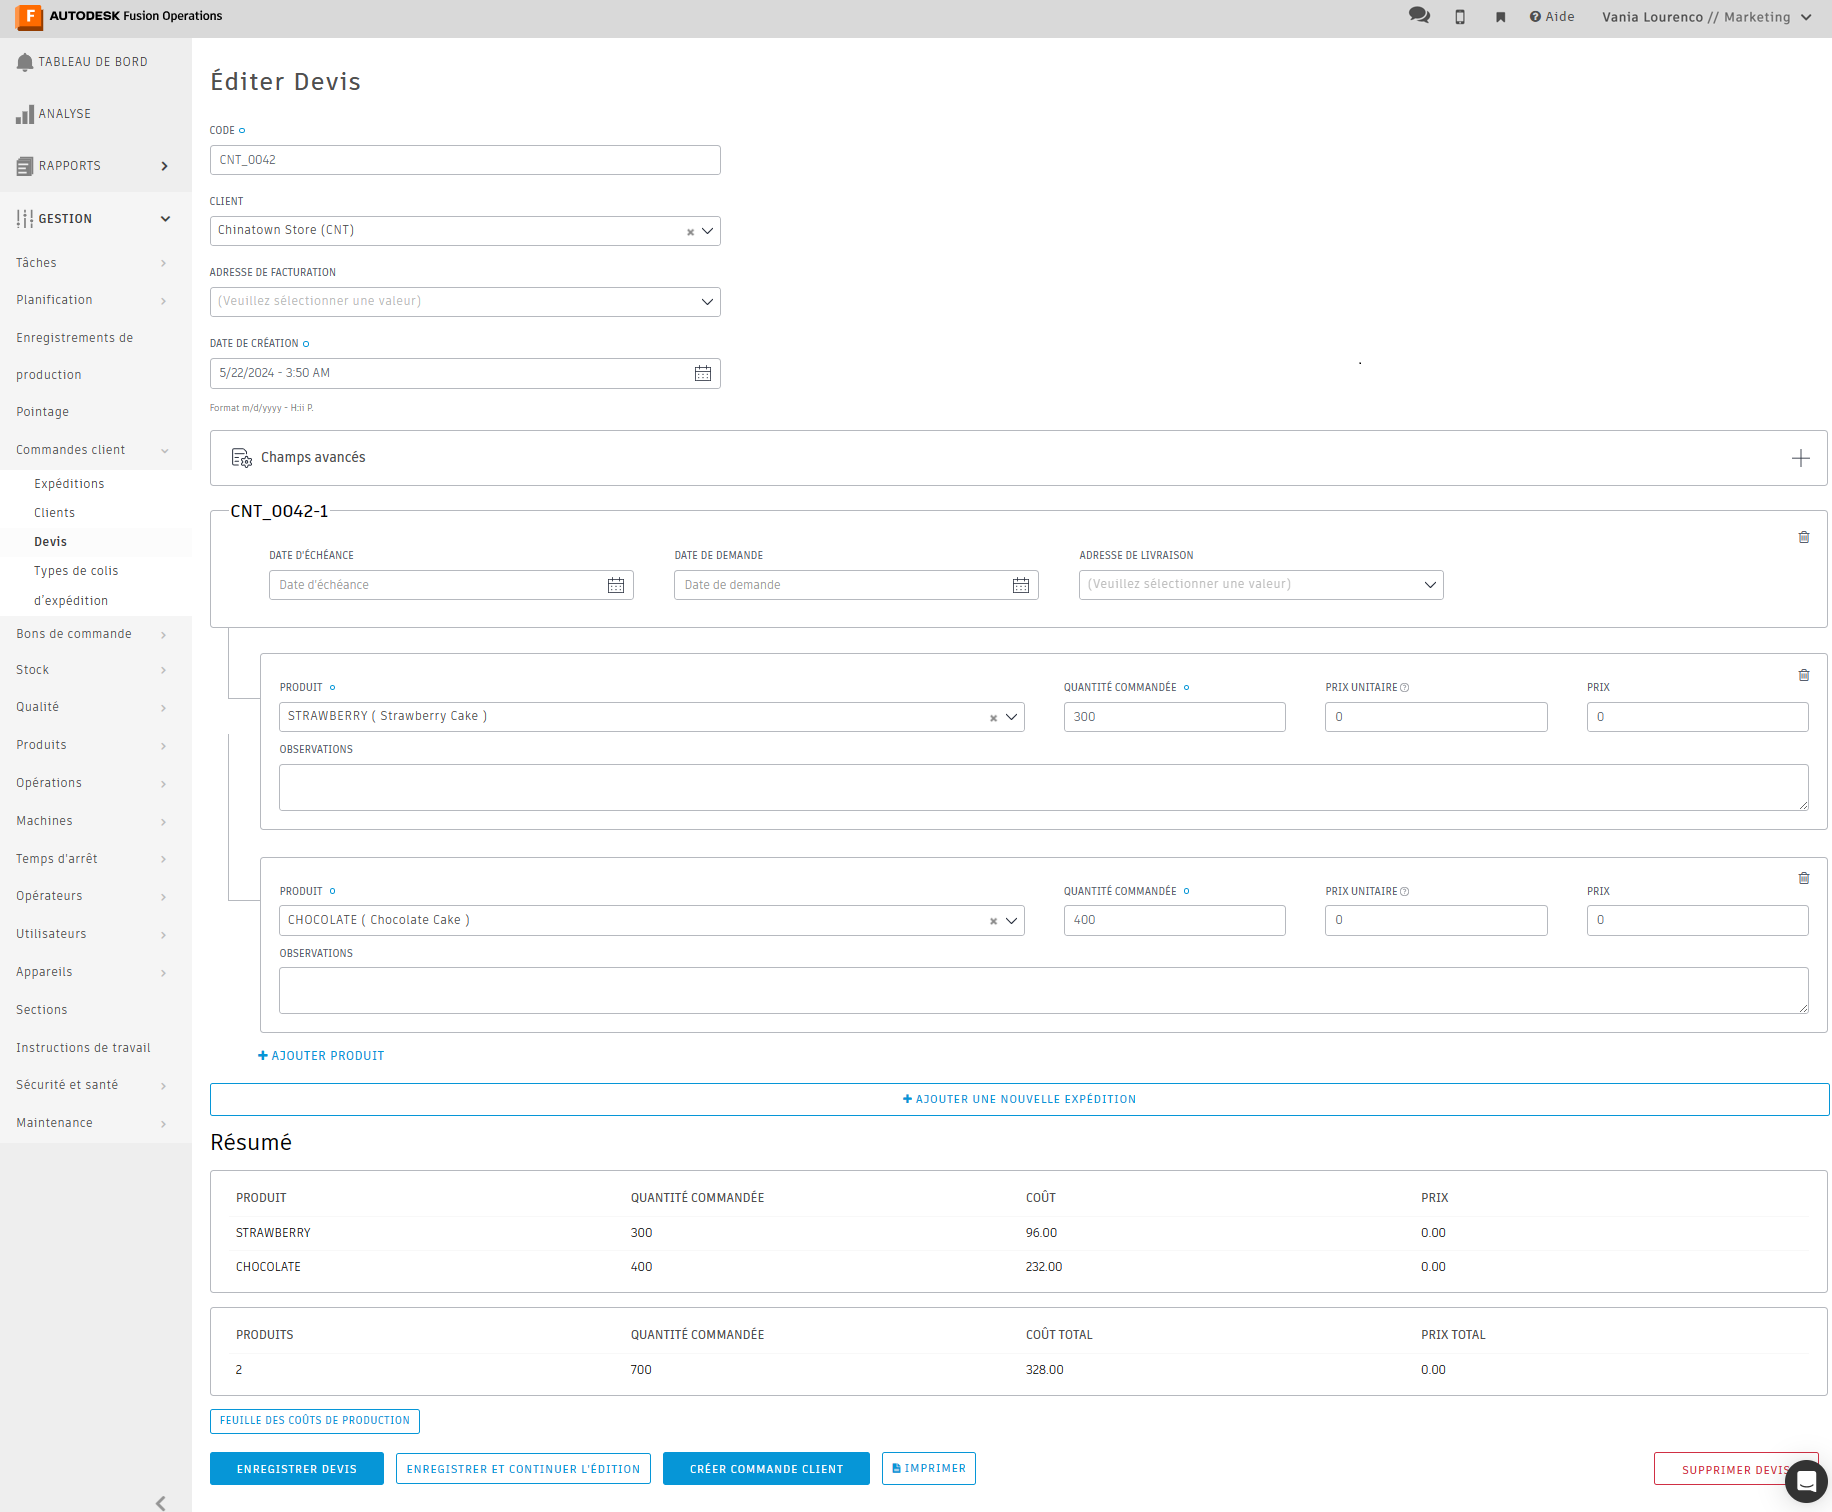 AUTODESK Fusion Operations
Aide
Vania Lourenco // Marketing
TABLEAU DE BORD
ANALYSE
RAPPORTS
GESTION
Tâches
Planification
Enregistrements de
production
Pointage
Commandes client
Expéditions
Clients
Devis
Types de colis
d'expédition
Bons de commande
Stock
Qualité
Produits
Opérations
Machines
Temps d'arrêt
Opérateurs
Utilisateurs
Appareils
Sections
Instructions de travail
Sécurité et santé
Maintenance
Éditer Devis
CODE
CNT_0042
CLIENT
Chinatown Store (CNT)
ADRESSE DE FACTURATION
(Veuillez sélectionner une valeur)
DATE DE CRÉATION
5/22/2024 - 3:50 AM
Format m/d/yyyy - H:ii P.
Champs avancés
CNT_0042-1
DATE D'ÉCHÉANCE DATE DE DEMANDE ADRESSE DE LIVRAISON
Date d'échéance Date de demande (Veuillez sélectionner une valeur)
PRODUIT QUANTITÉ COMMANDÉE PRIX UNITAIRE PRIX
STRAWBERRY ( Strawberry Cake ) 300 0 0
OBSERVATIONS
PRODUIT QUANTITÉ COMMANDÉE PRIX UNITAIRE PRIX
CHOCOLATE ( Chocolate Cake ) 400 0 0
OBSERVATIONS
+ AJOUTER PRODUIT
+ AJOUTER UNE NOUVELLE EXPÉDITION
Résumé
PRODUIT QUANTITÉ COMMANDÉE COÛT PRIX
STRAWBERRY 300 96.00 0.00
CHOCOLATE 400 232.00 0.00
PRODUITS QUANTITÉ COMMANDÉE COÛT TOTAL PRIX TOTAL
2 700 328.00 0.00
FEUILLE DES COÛTS DE PRODUCTION
ENREGISTRER DEVIS ENREGISTRER ET CONTINUER L'ÉDITION CRÉER COMMANDE CLIENT IMPRIMER SUPPRIMER DEVIS